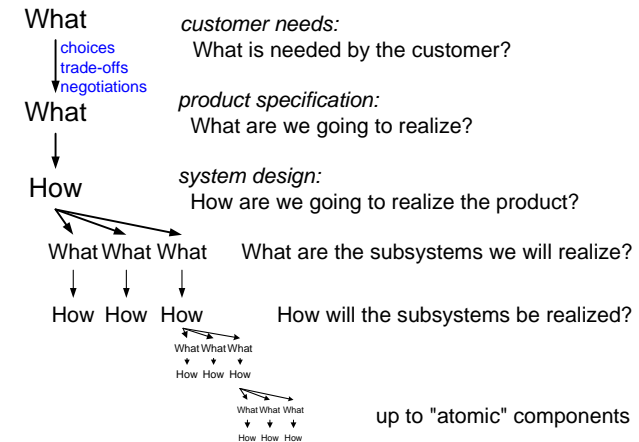 What
customer needs:
What is needed by the customer?
choices
trade-offs
negotiations
What
product specification:
What are we going to realize?
How
system design:
How are we going to realize the product?
What What What What are the subsystems we will realize?
How How How How will the subsystems be realized?
What What What
How How How
What What What
up to "atomic" components
How How How